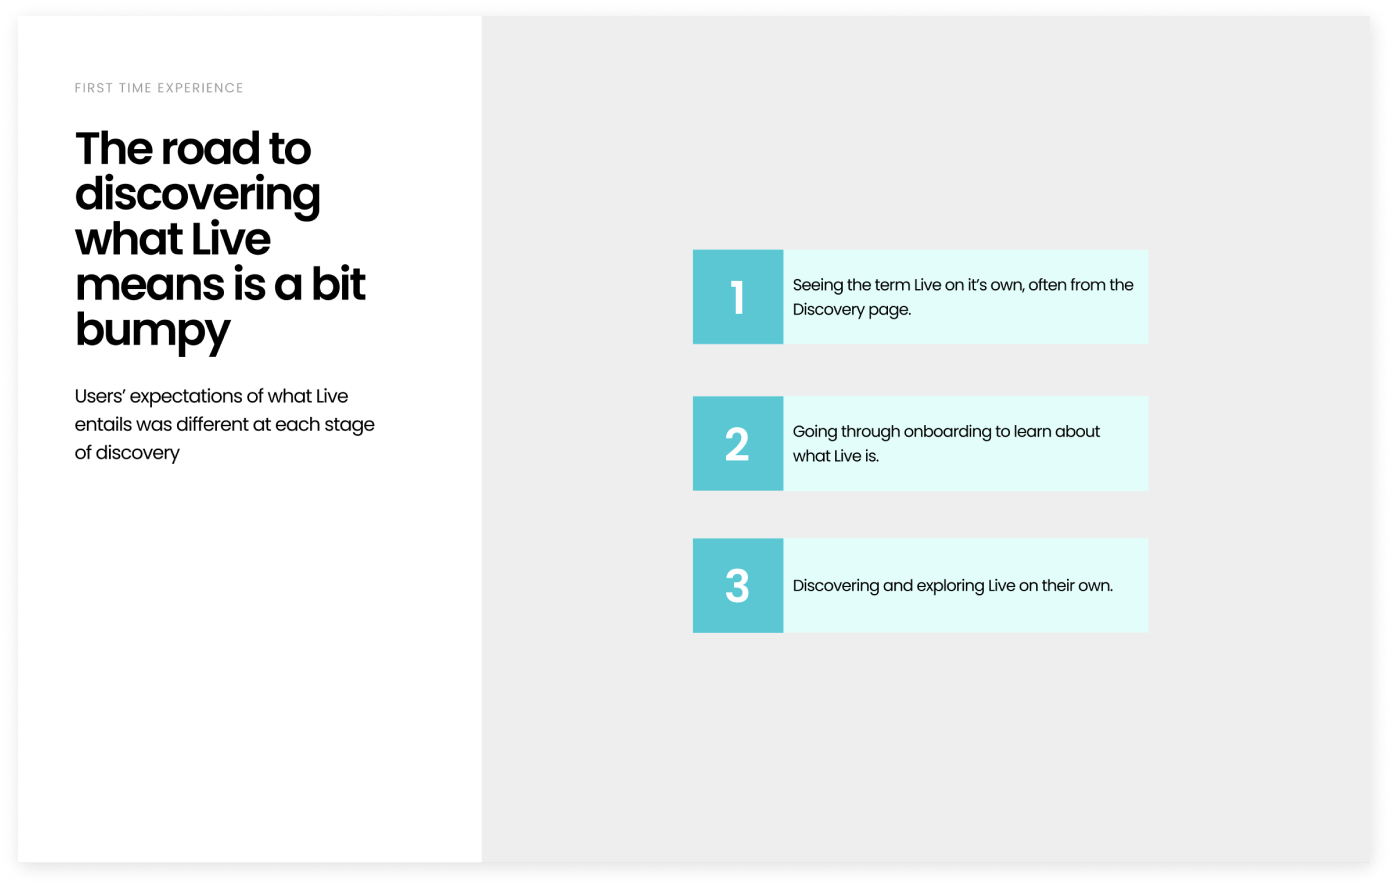 FIRST TIME EXPERIENCE
The road to
discovering
what Live
means is a bit
bumpy
Users’ expectations of what Live
entails was different at each stage
of discovery
1
Seeing the term Live on it’s own, often from the
Discovery page.
2
Going through onboarding to learn about
what Live is.
3
Discovering and exploring Live on their own.